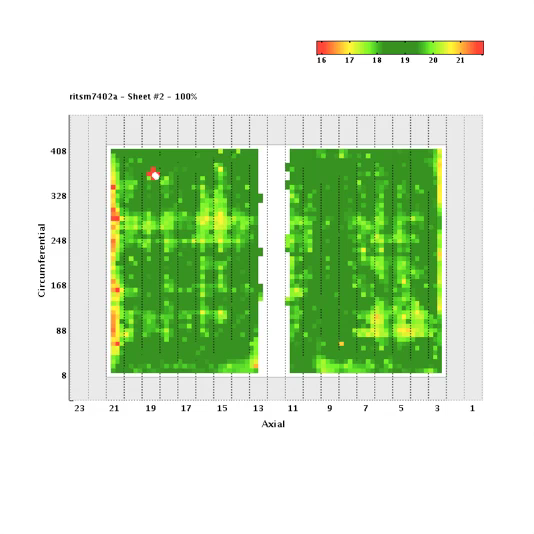 16 17 18 19 20 21
ritsm7402a - Sheet #2 - 100%
408
328
248
168
88
8
Circumferential
23 21 19 17 15 13 11 9 7 5 3 1
Axial